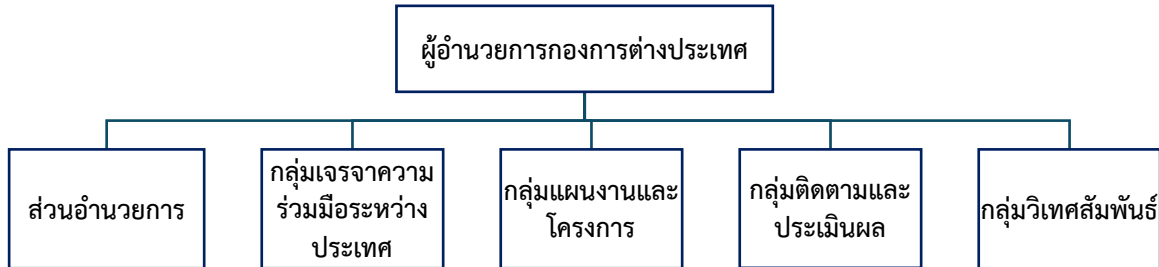 ผู้อำนวยการกองการต่างประเทศ
ส่วนอำนวยการ
กลุ่มเจรจาความ
ร่วมมือระหว่าง
ประเทศ
กลุ่มแผนงานและ
โครงการ
กลุ่มติดตามและ
ประเมินผล
กลุ่มวิเทศสัมพันธ์